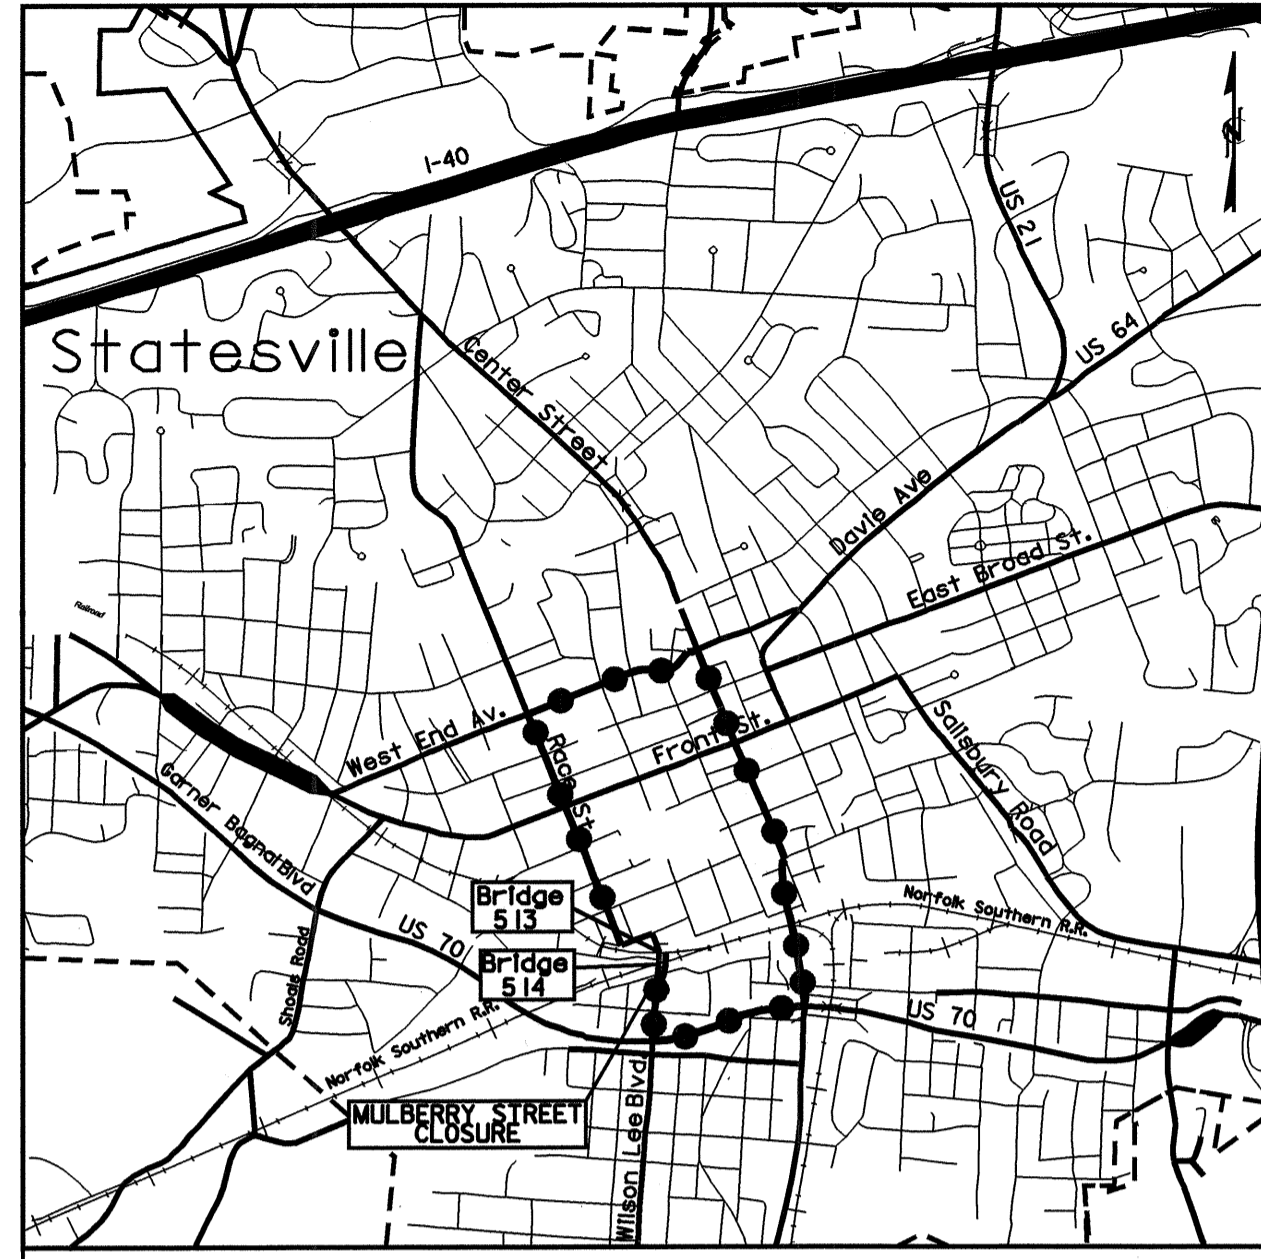 I-40
N
US 21
US 64
Statesville
Center Street
Davie Ave
East Broad St.
Railroad
West End Av.
Front St.
Race St.
Salisbury Road
Garner Bagnal Blvd
US 70
Bridge
513
Bridge
514
Norfolk Southern R.R.
Shoals Road
Norfolk Southern R.R.
US 70
MULBERRY STREET
CLOSURE
Wilson Lee Blvd